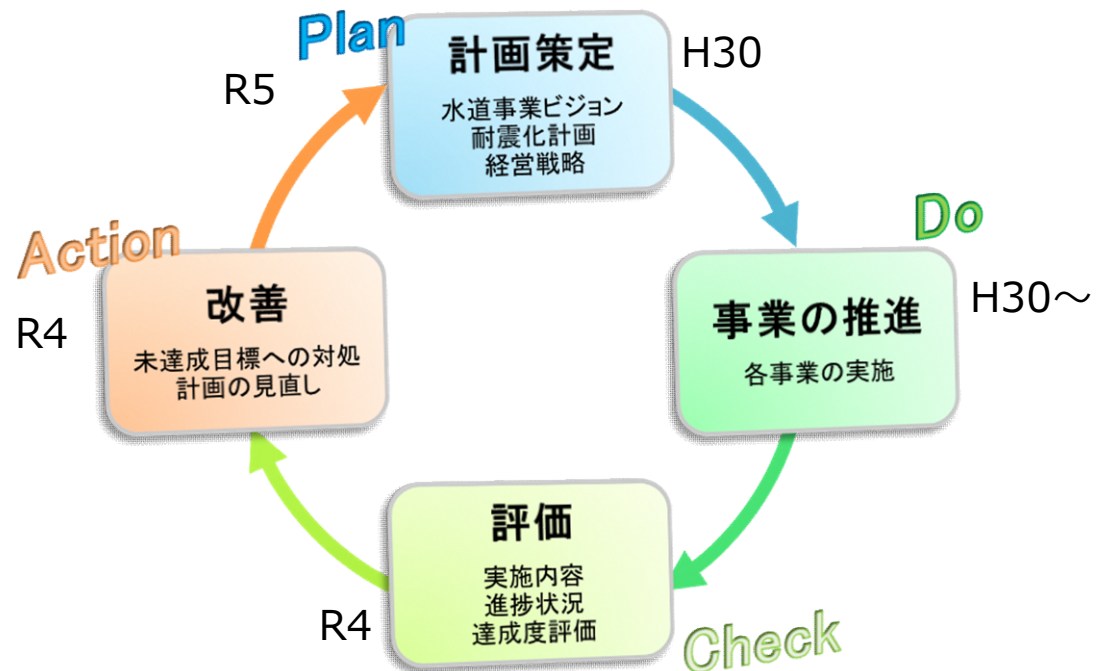 Plan
計画策定
水道事業ビジョン
耐震化計画
経営戦略
H30
R5
Do
事業の推進
各事業の実施
H30～
Action
改善
未達成目標への対処
計画の見直し
R4
評価
実施内容
進捗状況
達成度評価
R4
Check